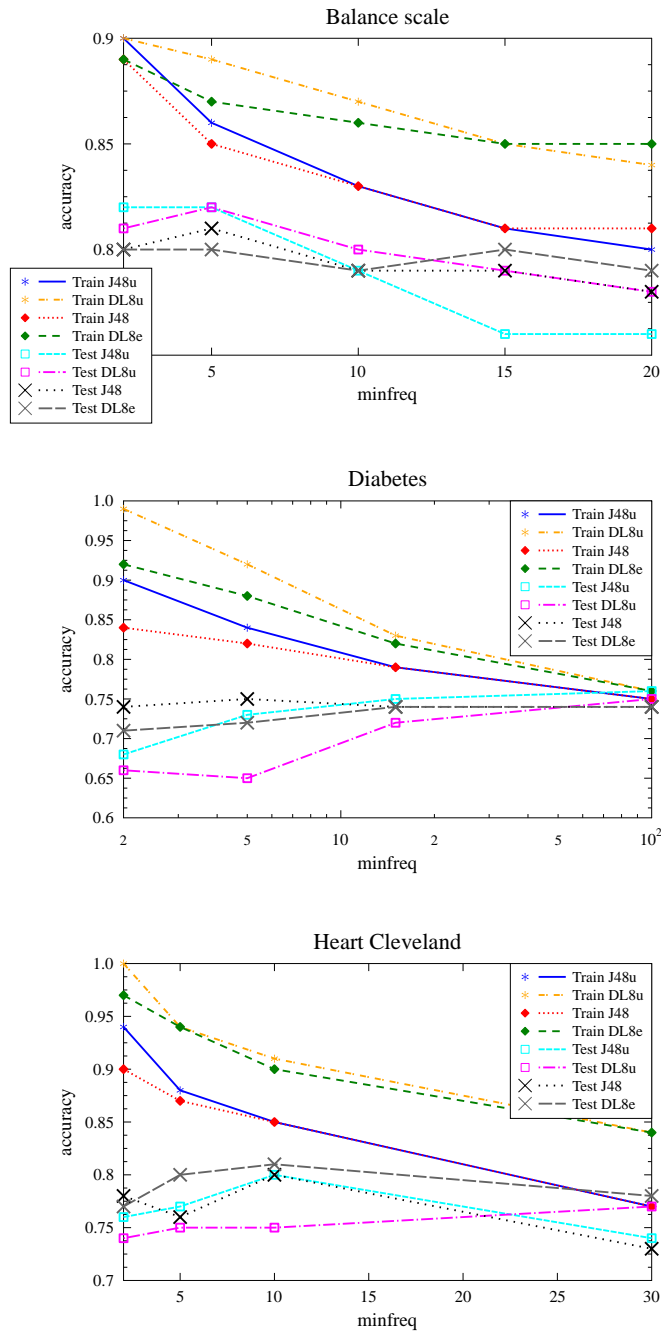 Balance scale
0.9
0.85
0.8
accuracy
5 10 15 20
minfreq
Train J48u
Train DL8u
Train J48
Train DL8e
Test J48u
Test DL8u
Test J48
Test DL8e
Diabetes
1.0
0.95
0.9
0.85
0.8
0.75
0.7
0.65
0.6
accuracy
2 5 10 2 5 10²
minfreq
Train J48u
Train DL8u
Train J48
Train DL8e
Test J48u
Test DL8u
Test J48
Test DL8e
Heart Cleveland
1.0
0.95
0.9
0.85
0.8
0.75
0.7
accuracy
5 10 15 20 25 30
minfreq
Train J48u
Train DL8u
Train J48
Train DL8e
Test J48u
Test DL8u
Test J48
Test DL8e